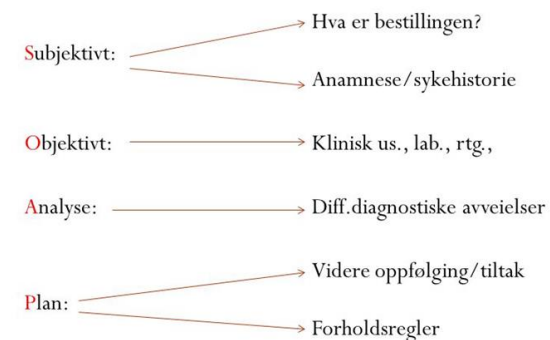 Subjektivt:
Hva er bestillingen?
Anamnese/sykehistorie
Objektivt:
Klinisk us., lab., rtg.,
Analyse:
Diff.diagnostiske avveielser
Plan:
Videre oppfølging/tiltak
Forholdsregler